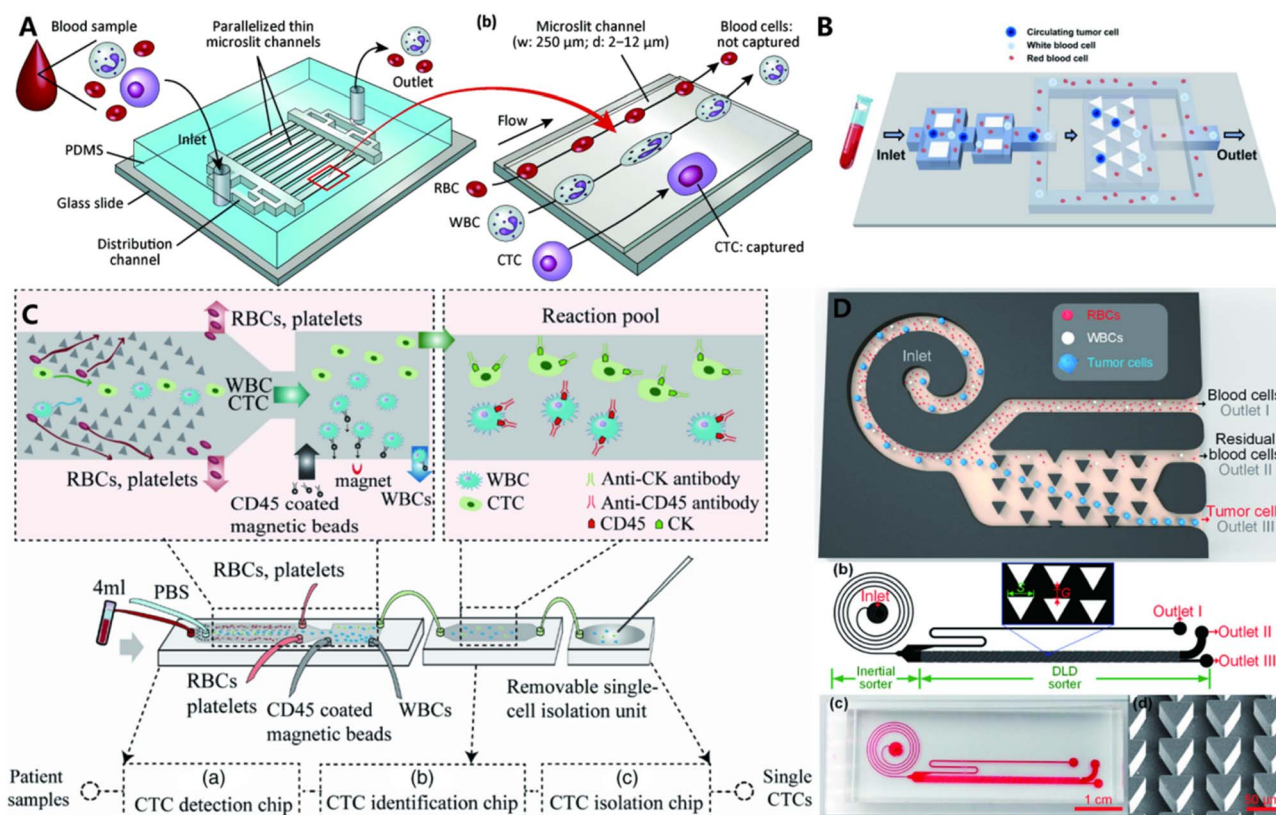 A
Blood sample
Parallelized thin
microslit channels
Outlet
Inlet
PDMS
Glass slide
Distribution
channel
(b)
Microslit channel
(w: 250 µm; d: 2–12 µm)
Blood cells:
not captured
Flow
RBC
WBC
CTC
CTC: captured
B
Circulating tumor cell
White blood cell
Red blood cell
Inlet
Outlet
C
RBCs, platelets
WBC
CTC
RBCs, platelets
CD45 coated
magnetic beads
magnet
WBCs
Reaction pool
WBC
CTC
Anti-CK antibody
Anti-CD45 antibody
CD45
CK
4ml
PBS
RBCs, platelets
RBCs
platelets
CD45 coated
magnetic beads
WBCs
Removable single-
cell isolation unit
Patient
samples
(a)
CTC detection chip
(b)
CTC identification chip
(c)
CTC isolation chip
Single
CTCs
D
RBCs
WBCs
Tumor cells
Inlet
Blood cells
Outlet I
Residual
blood cells
Outlet II
Tumor cell
Outlet III
(b)
Inlet
S
G
Outlet I
Outlet II
Outlet III
Inertial
sorter
DLD
sorter
(c)
1 cm
(d)
50 µm